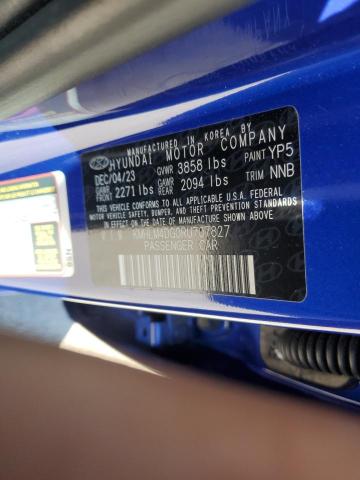 MANUFACTURED IN KOREA BY
HYUNDAI MOTOR COMPANY
DEC/04/23 GVWR 3858 lbs PAINT YP5
GAWR FRONT 2271 lbs GAWR REAR 2094 lbs TRIM NNB
THIS VEHICLE CONFORMS TO ALL APPLICABLE U.S.A. FEDERAL
MOTOR VEHICLE SAFETY, BUMPER, AND THEFT PREVENTION
STANDARDS IN EFFECT ON THE DATE OF MANUFACTURE SHOWN ABOVE.
KMHLM4DG0RU707827
PASSENGER CAR